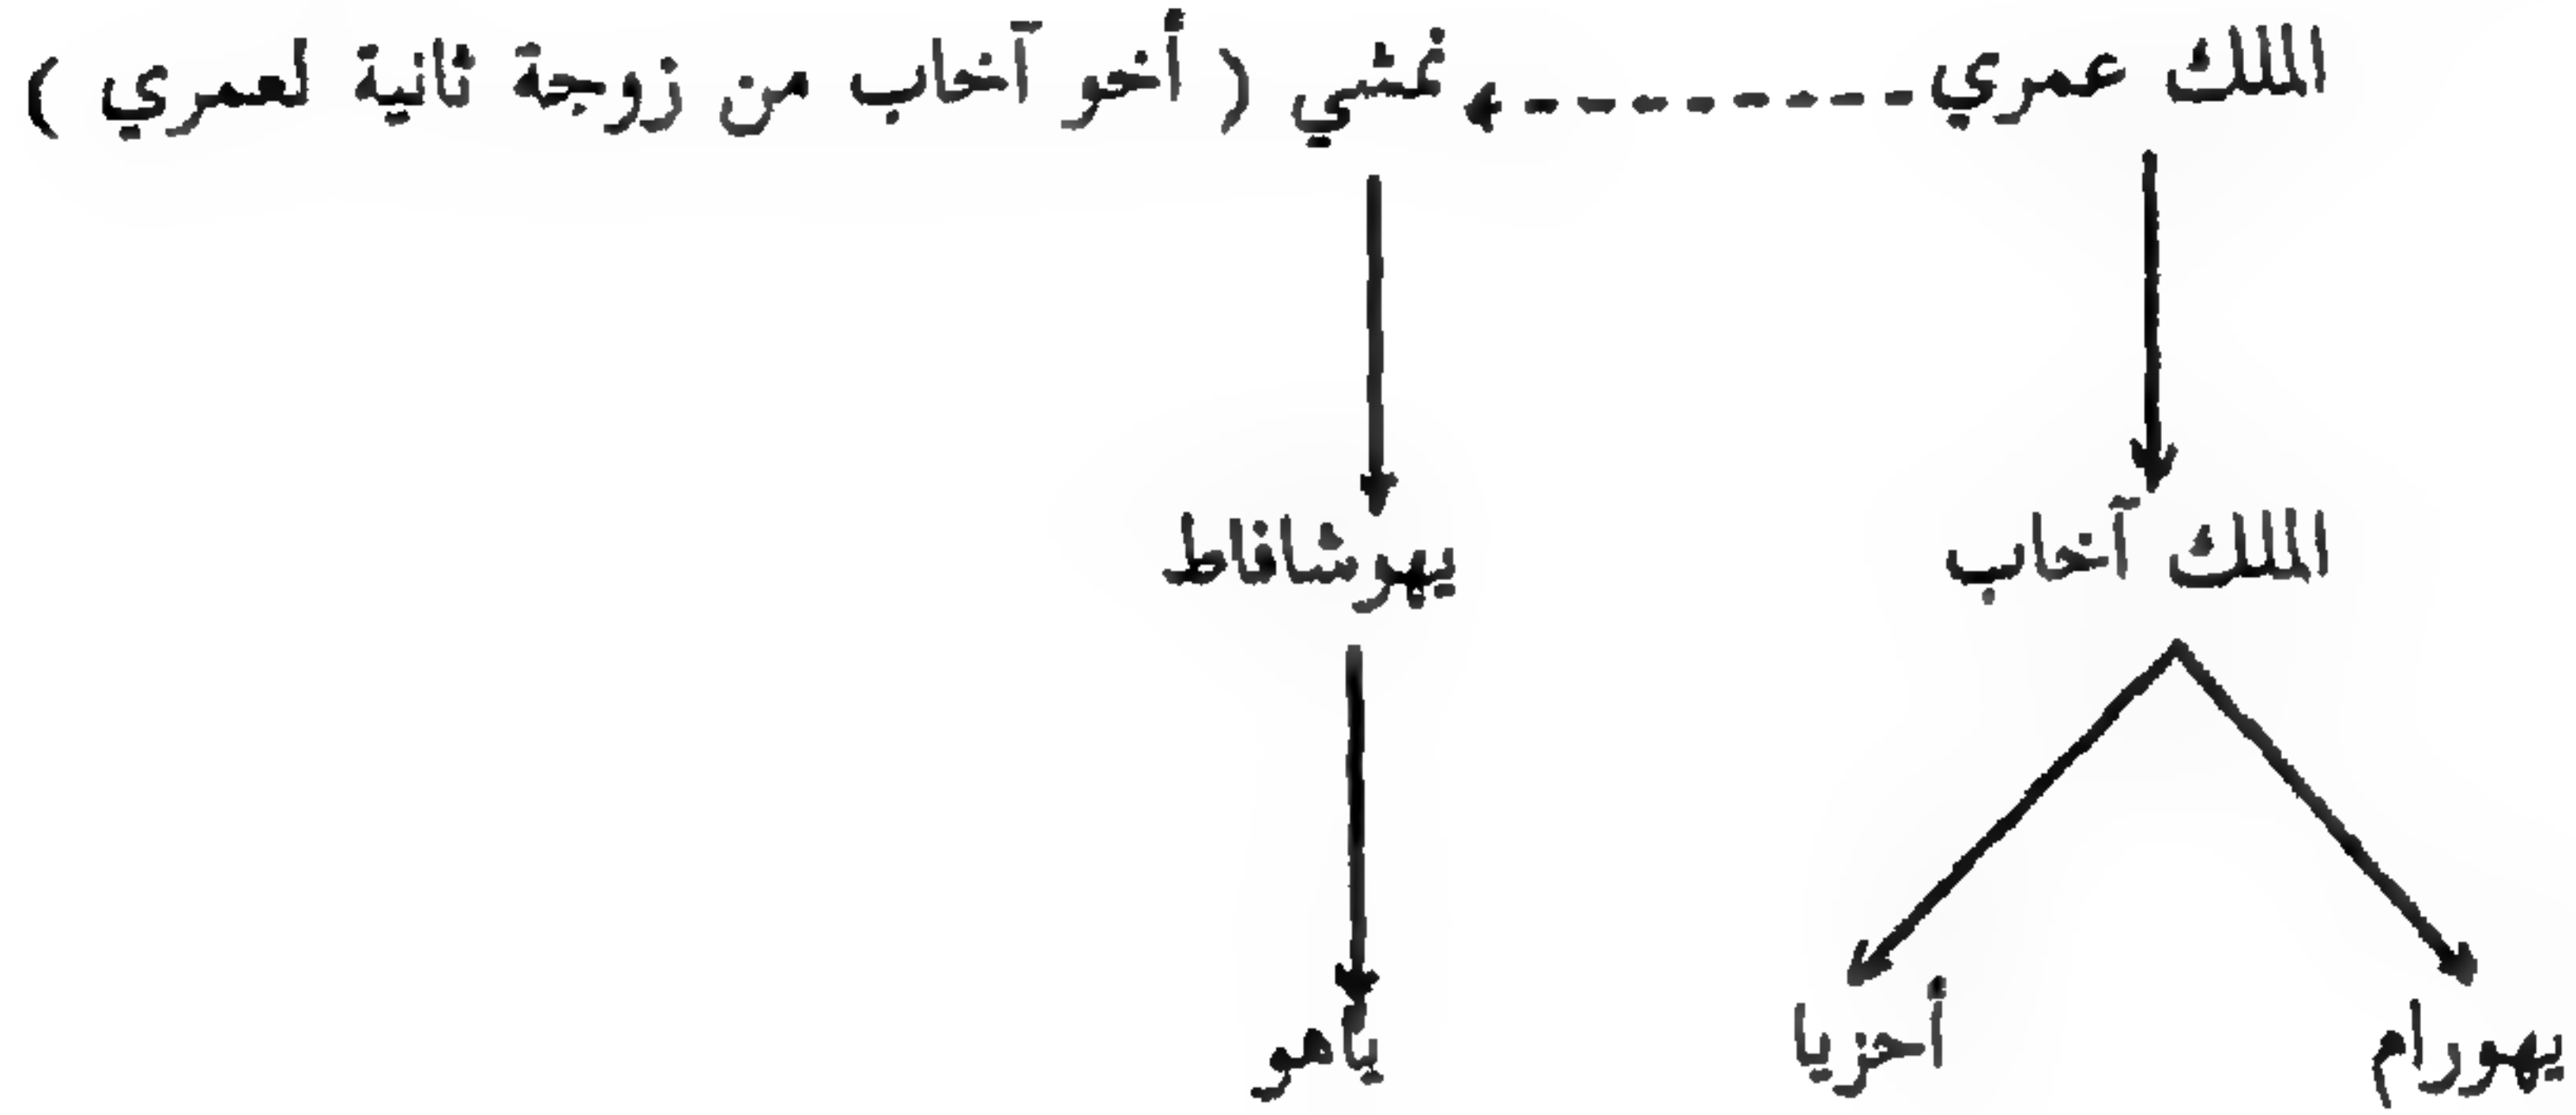 الملك عمري نمشي ( أخو آخاب من زوجة ثانية لعمري )
الملك آخاب يهوشافاط
يهورام أحزيا ياهو